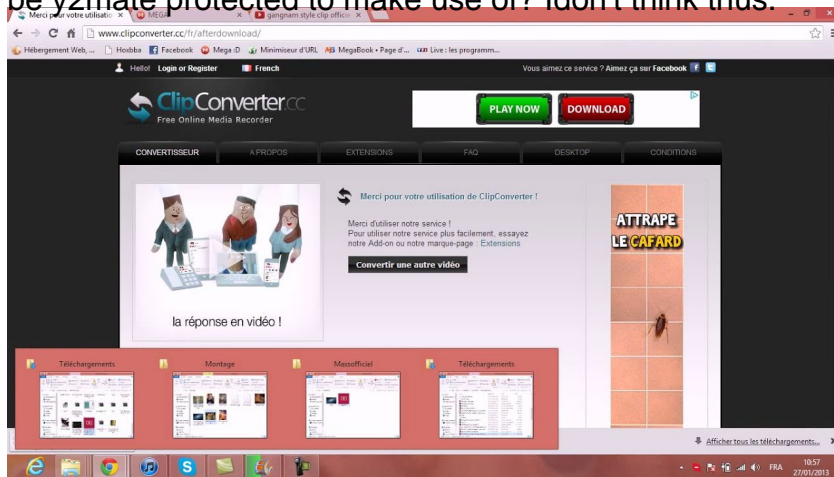 be y2mate protected to make use of? Idon't think thus.
Merci pour votre utilisatio
MEGA
gangnam style clip officie
www.clipconverter.cc/fr/afterdownload/
Hébergement Web, ...
Hoobba
Facebook
Mega :D
Minimiseur d'URL
MegaBook • Page d'...
Live : les programm...
Hello! Login or Register
French
Vous aimez ce service ? Aimez ça sur Facebook
ClipConverter.cc
Free Online Media Recorder
PLAY NOW
DOWNLOAD
CONVERTISSEUR
A PROPOS
EXTENSIONS
FAQ
DESKTOP
CONDITIONS
Merci pour votre utilisation de ClipConverter !
Merci d'utiliser notre service !
Pour utiliser notre service plus facilement, essayez
notre Add-on ou notre marque-page : Extensions
Convertir une autre vidéo
la réponse en vidéo !
ATTRAPE
LE CAFARD
Téléchargements
Montage
Massofficiel
Téléchargements
Afficher tous les téléchargements...
FRA
10:57
27/01/2013